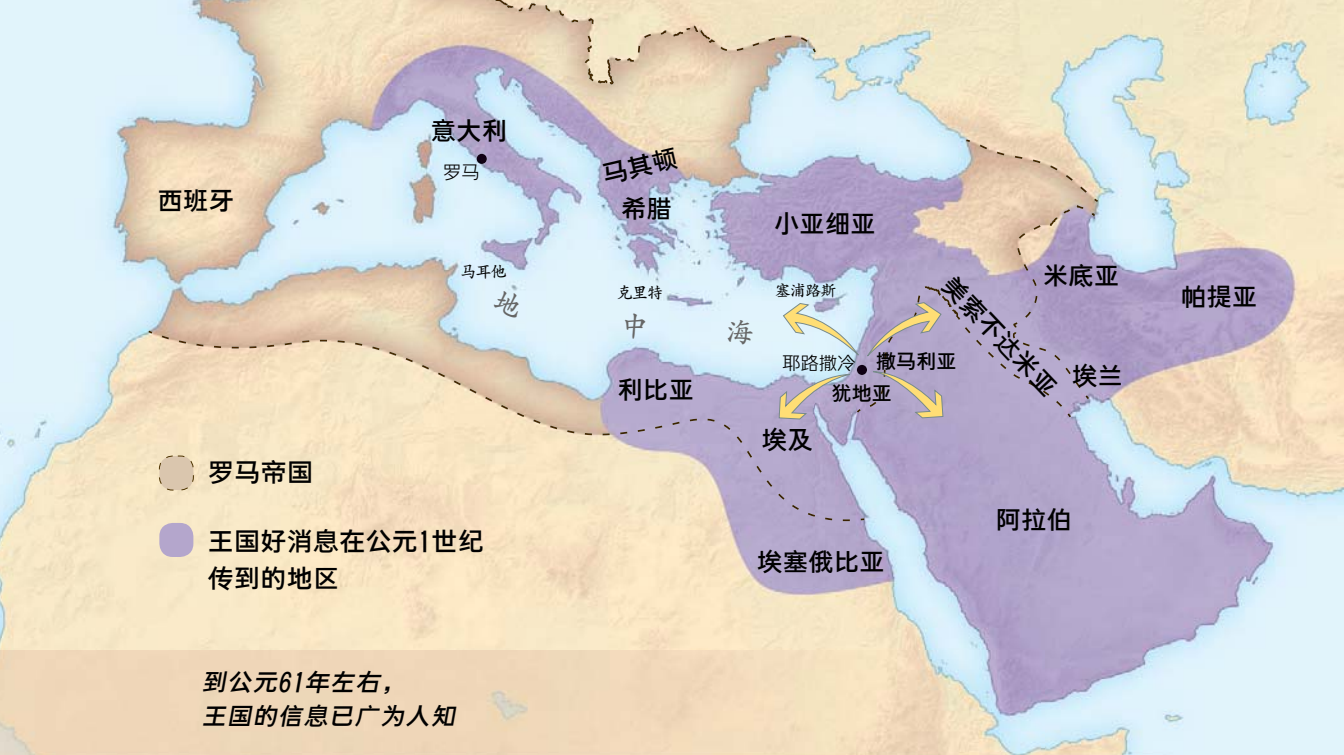 意大利
罗马
马其顿
西班牙
希腊
小亚细亚
马耳他
地
中
海
克里特
塞浦路斯
米底亚
帕提亚
美索不达米亚
耶路撒冷
撒马利亚
埃兰
利比亚
犹地亚
埃及
罗马帝国
阿拉伯
王国好消息在公元1世纪
传到的地区
埃塞俄比亚
到公元61年左右，
王国的信息已广为人知